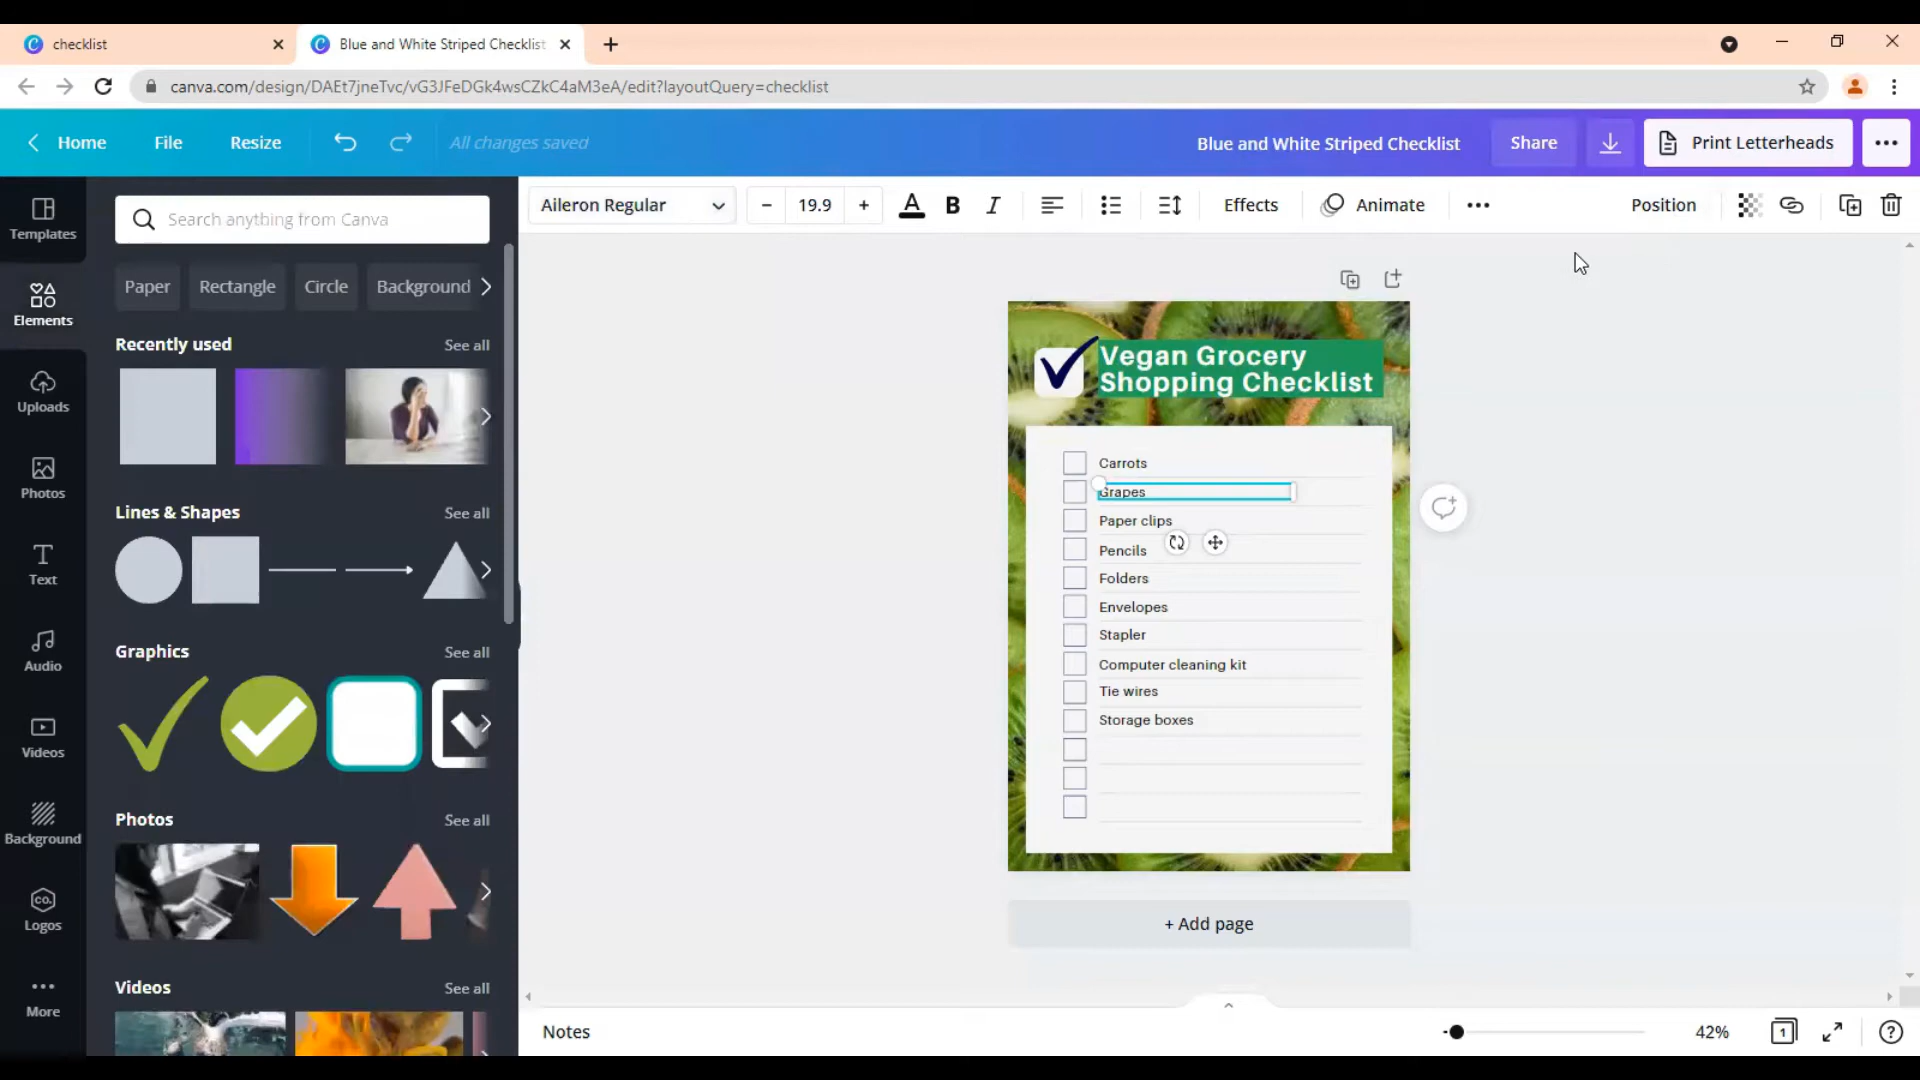 checklist
Blue and White Striped Checklist
canva.com/design/DAEt7jneTvc/vG3JFeDGk4wsCZkC4aM3eA/edit?layoutQuery=checklist
Home File Resize All changes saved Blue and White Striped Checklist Share Print Letterheads
Aileron Regular 19.9 A B I Effects Animate Position
Templates
Elements
Uploads
Photos
Text
Audio
Videos
Background
CO.
Logos
More
Search anything from Canva
Paper Rectangle Circle Background
Recently used See all
Lines & Shapes See all
Graphics See all
Photos See all
Videos See all
Vegan Grocery
Shopping Checklist
Carrots
Grapes
Paper clips
Pencils
Folders
Envelopes
Stapler
Computer cleaning kit
Tie wires
Storage boxes
+ Add page
Notes 42% 1 ?